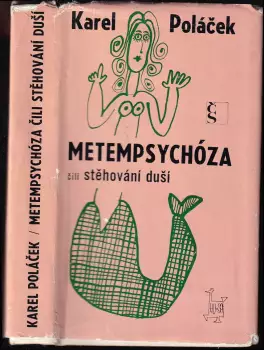 KAREL POLÁČEK / METEMPSYCHÓZA ČILI STĚHOVÁNÍ DUŠÍ
Karel Poláček
METEMPSYCHÓZA
čili stěhování duší